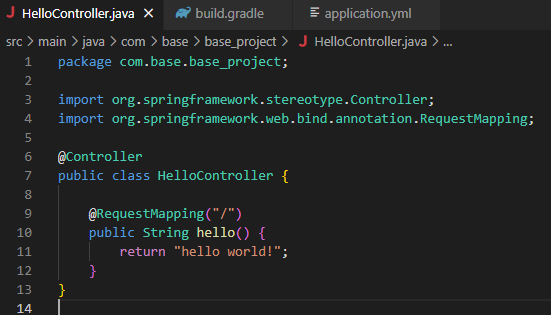 HelloController.java build.gradle application.yml
src > main > java > com > base > base_project > HelloController.java > ...
1 package com.base.base_project;
2
3 import org.springframework.stereotype.Controller;
4 import org.springframework.web.bind.annotation.RequestMapping;
5
6 @Controller
7 public class HelloController {
8
9 @RequestMapping("/")
10 public String hello() {
11 return "hello world!";
12 }
13 }
14